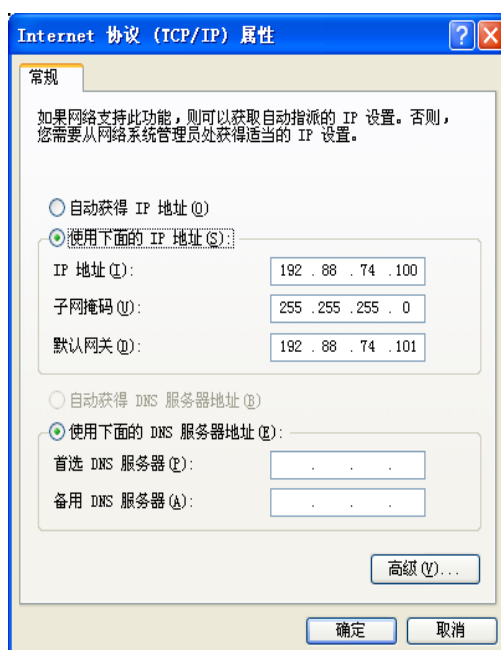 Internet 协议 (TCP/IP) 属性
常规
如果网络支持此功能，则可以获取自动指派的 IP 设置。否则，
您需要从网络系统管理员处获得适当的 IP 设置。
自动获得 IP 地址(O)
使用下面的 IP 地址(S):
IP 地址(I): 192 . 88 . 74 .100
子网掩码(U): 255 .255 .255 . 0
默认网关(D): 192 . 88 . 74 .101
自动获得 DNS 服务器地址(B)
使用下面的 DNS 服务器地址(E):
首选 DNS 服务器(P): . . .
备用 DNS 服务器(A): . . .
高级(V)...
确定 取消